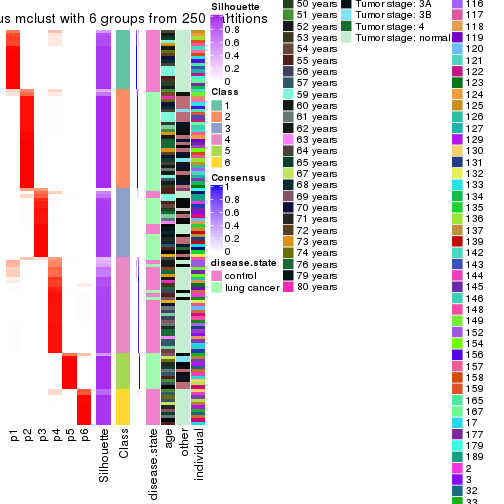 us mclust with 6 groups from 250 partitions
p1
p2
p3
p4
p5
p6
Silhouette
Class
disease.state
age
other
individual
Silhouette
1
0.8
0.6
0.4
0.2
0
Class
1
2
3
4
5
6
Consensus
1
0.8
0.6
0.4
0.2
0
disease.state
control
lung cancer
50 years
51 years
52 years
53 years
54 years
55 years
56 years
57 years
59 years
60 years
61 years
62 years
63 years
64 years
65 years
67 years
68 years
69 years
70 years
71 years
72 years
73 years
74 years
76 years
78 years
79 years
80 years
Tumor stage: 3A
Tumor stage: 3B
Tumor stage: 4
Tumor stage: normal
116
117
118
119
120
121
122
123
124
125
126
127
129
130
131
132
133
134
135
136
137
139
142
143
144
145
146
148
149
152
154
156
157
158
159
165
167
17
177
179
189
2
3
32
33